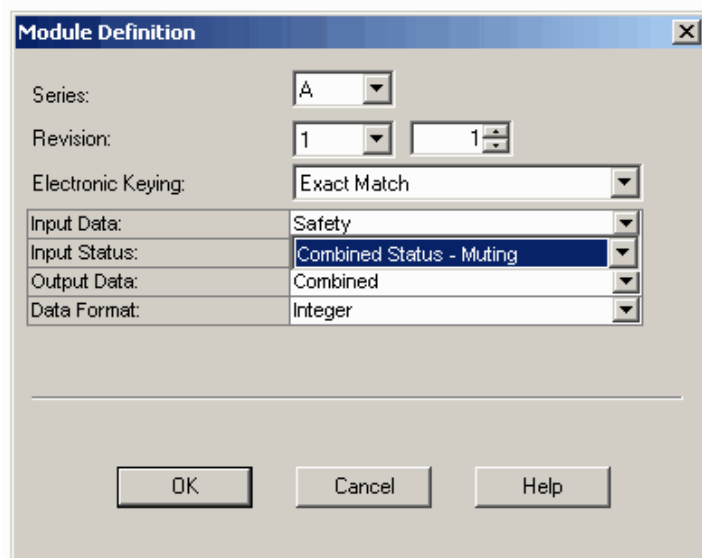 Module Definition
Series: A
Revision: 1 1
Electronic Keying: Exact Match
Input Data: Safety
Input Status: Combined Status - Muting
Output Data: Combined
Data Format: Integer
OK Cancel Help